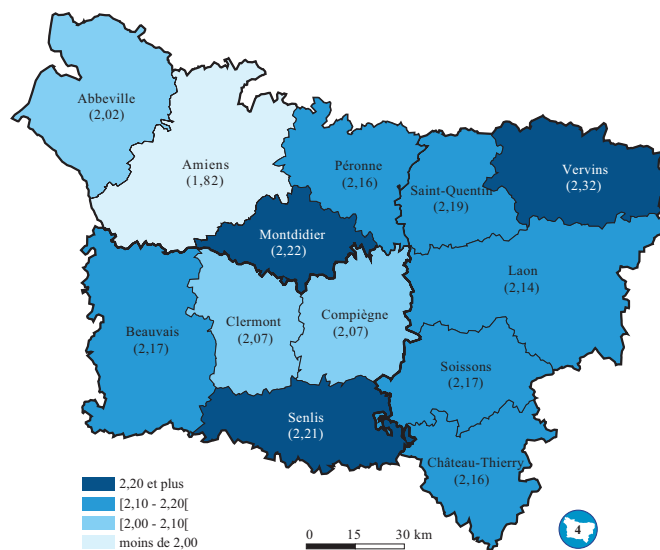 Abbeville
(2,02)
Amiens
(1,82)
Péronne
(2,16)
Saint-Quentin
(2,19)
Vervins
(2,32)
Montdidier
(2,22)
Laon
(2,14)
Beauvais
(2,17)
Clermont
(2,07)
Compiègne
(2,07)
Soissons
(2,17)
Senlis
(2,21)
Château-Thierry
(2,16)
2,20 et plus
[2,10 - 2,20[
[2,00 - 2,10[
moins de 2,00
0 15 30 km
4